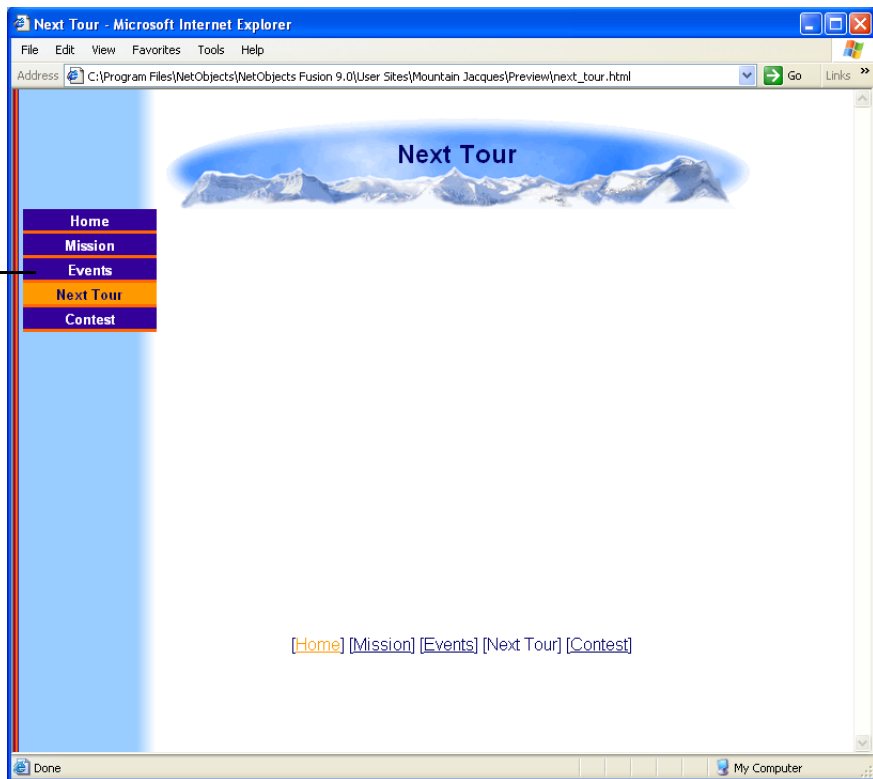 Next Tour - Microsoft Internet Explorer
File Edit View Favorites Tools Help
Address C:\Program Files\NetObjects\NetObjects Fusion 9.0\User Sites\Mountain Jacques\Preview\next_tour.html Go Links »
Next Tour
Home
Mission
Events
Next Tour
Contest
[Home] [Mission] [Events] [Next Tour] [Contest]
Done My Computer